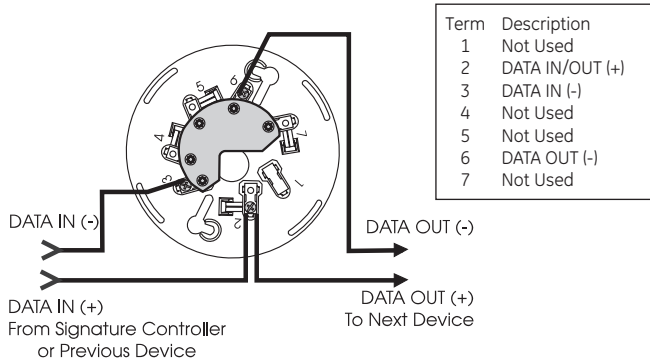 Term Description
1 Not Used
2 DATA IN/OUT (+)
3 DATA IN (-)
4 Not Used
5 Not Used
6 DATA OUT (-)
7 Not Used
6
5
7
4
3
1
2
DATA IN (-)
DATA OUT (-)
DATA IN (+)
From Signature Controller
or Previous Device
DATA OUT (+)
To Next Device